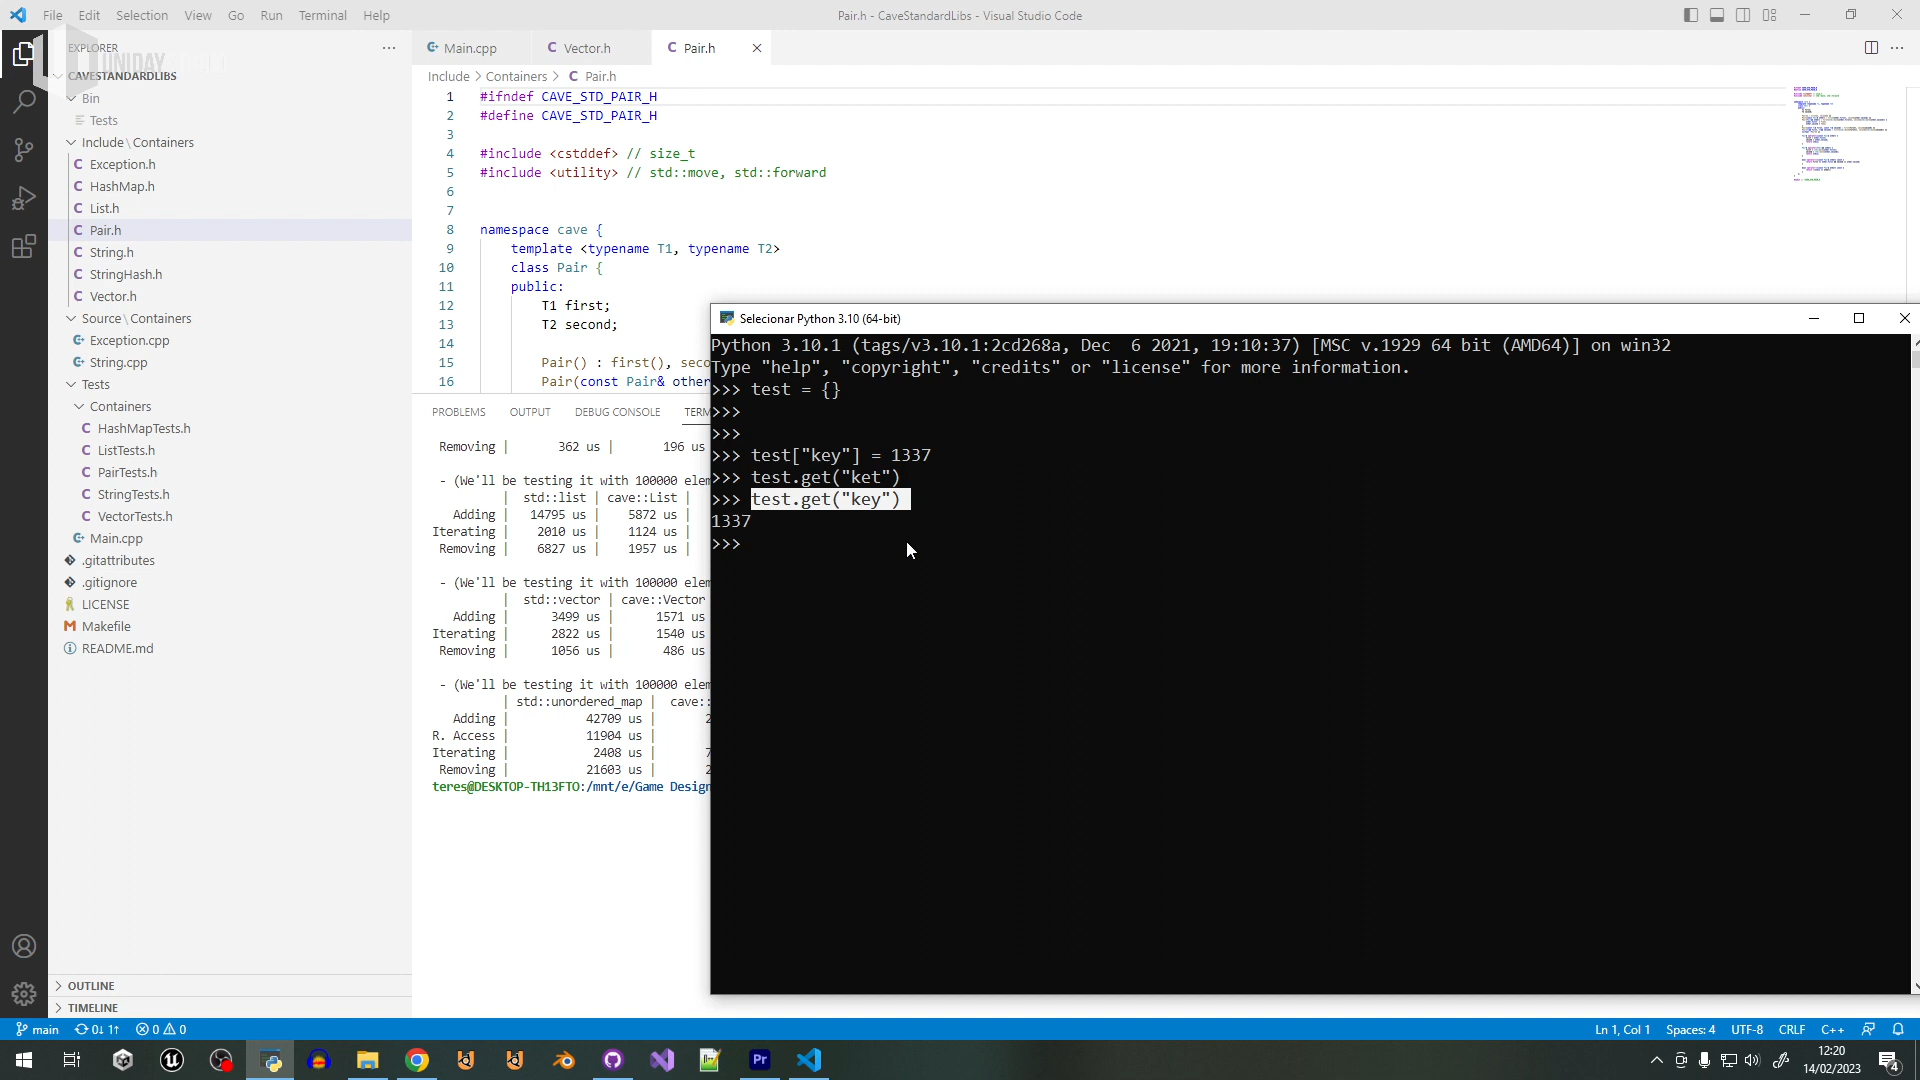 File Edit Selection View Go Run Terminal Help
Pair.h - CaveStandardLibs - Visual Studio Code
EXPLORER
UNIDAY
CAVESTANDARDLIBS
Bin
Tests
Include \ Containers
Exception.h
HashMap.h
List.h
Pair.h
String.h
StringHash.h
Vector.h
Source \ Containers
Exception.cpp
String.cpp
Tests
Containers
HashMapTests.h
ListTests.h
PairTests.h
StringTests.h
VectorTests.h
Main.cpp
.gitattributes
.gitignore
LICENSE
Makefile
README.md
OUTLINE
TIMELINE
Main.cpp Vector.h Pair.h
Include > Containers > Pair.h
1 #ifndef CAVE_STD_PAIR_H
2 #define CAVE_STD_PAIR_H
3
4 #include <cstddef> // size_t
5 #include <utility> // std::move, std::forward
6
7
8 namespace cave {
9 template <typename T1, typename T2>
10 class Pair {
11 public:
12 T1 first;
13 T2 second;
14
15 Pair() : first(), seco
16 Pair(const Pair& other
PROBLEMS OUTPUT DEBUG CONSOLE TERM
Removing | 362 us | 196 us
- (We'll be testing it with 100000 elem
| std::list | cave::List |
Adding | 14795 us | 5872 us |
Iterating | 2010 us | 1124 us |
Removing | 6827 us | 1957 us |
- (We'll be testing it with 100000 elem
| std::vector | cave::Vector
Adding | 3499 us | 1571 us
Iterating | 2822 us | 1540 us
Removing | 1056 us | 486 us
- (We'll be testing it with 100000 elem
| std::unordered_map | cave::
Adding | 42709 us | 2
R. Access | 11904 us |
Iterating | 2408 us | 7
Removing | 21603 us | 2
teres@DESKTOP-TH13FTO:/mnt/e/Game Design
Selecionar Python 3.10 (64-bit)
Python 3.10.1 (tags/v3.10.1:2cd268a, Dec 6 2021, 19:10:37) [MSC v.1929 64 bit (AMD64)] on win32
Type "help", "copyright", "credits" or "license" for more information.
>>> test = {}
>>>
>>>
>>> test["key"] = 1337
>>> test.get("ket")
>>> test.get("key")
1337
>>>
main 0↓ 1↑ 0 0
Ln 1, Col 1 Spaces: 4 UTF-8 CRLF C++
Pr
12:20
14/02/2023
4